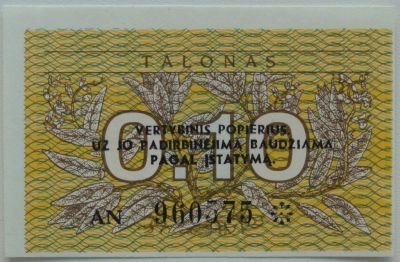 TALONAS
0.10
VERTYBINIS POPIERIUS,
UŽ JO PADIRBINĖJIMĄ BAUDŽIAMA
PAGAL ĮSTATYMĄ.
AN 960575